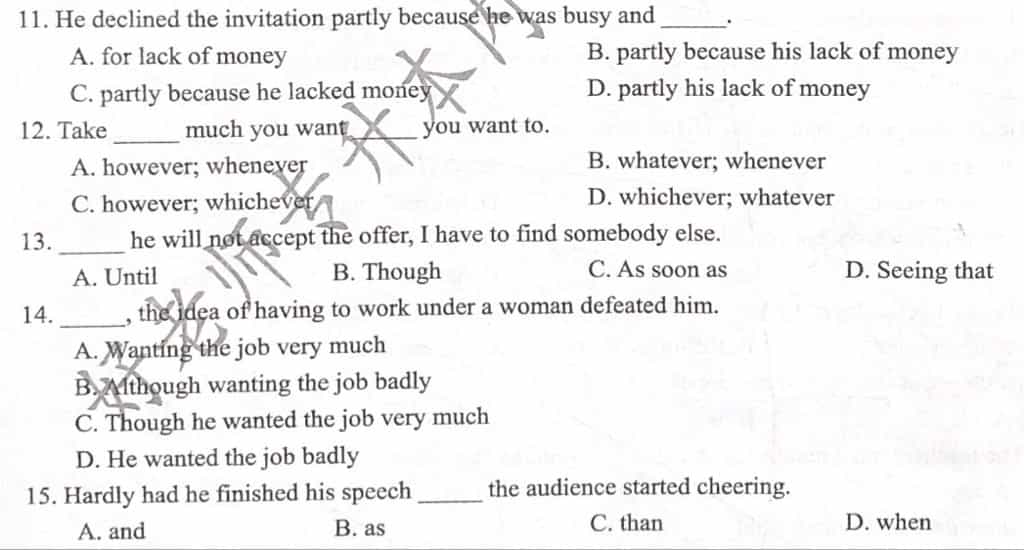 11. He declined the invitation partly because he was busy and ______.
A. for lack of money B. partly because his lack of money
C. partly because he lacked money D. partly his lack of money
12. Take ______ much you want ______ you want to.
A. however; whenever B. whatever; whenever
C. however; whichever D. whichever; whatever
13. ______ he will not accept the offer, I have to find somebody else.
A. Until B. Though C. As soon as D. Seeing that
14. ______, the idea of having to work under a woman defeated him.
A. Wanting the job very much
B. Although wanting the job badly
C. Though he wanted the job very much
D. He wanted the job badly
15. Hardly had he finished his speech ______ the audience started cheering.
A. and B. as C. than D. when